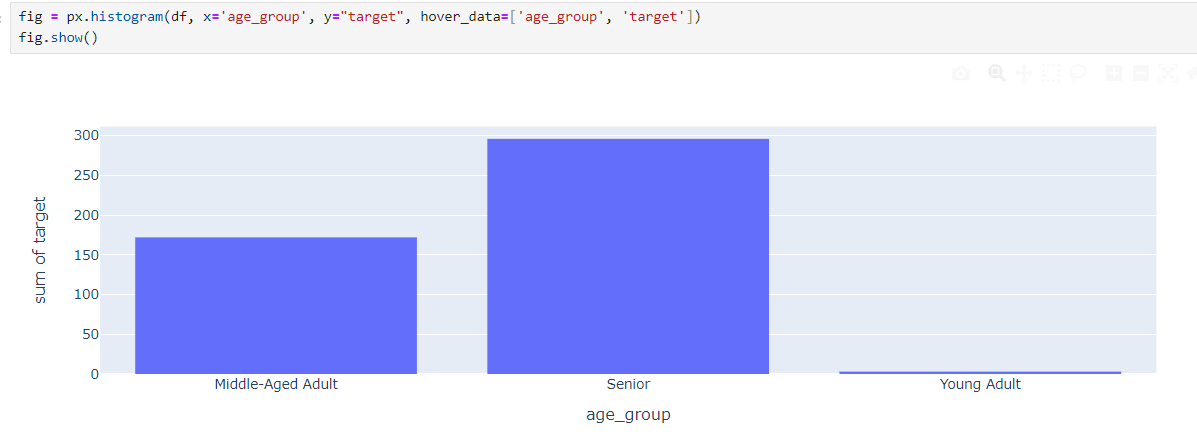 fig = px.histogram(df, x='age_group', y="target", hover_data=['age_group', 'target'])
fig.show()
300
250
200
150
100
50
0
sum of target
Middle-Aged Adult Senior Young Adult
age_group